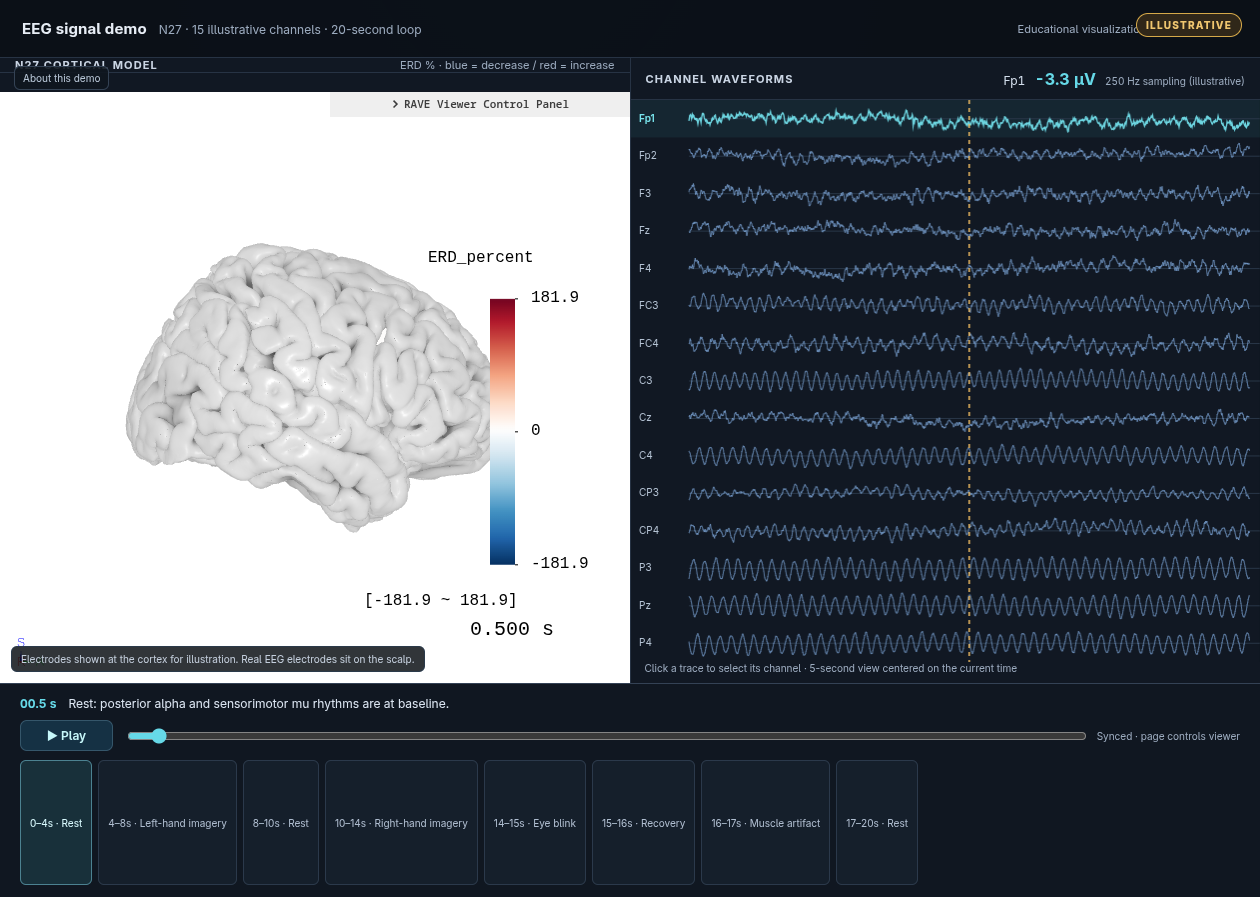 EEG signal demo
N27 · 15 illustrative channels · 20-second loop
Educational
ILLUSTRATIVE
N27 CORTICAL MODEL
ERD % · blue = decrease / red = increase
About this demo
RAVE Viewer Control Panel
ERD_percent
181.9
0
-181.9
[-181.9 ~ 181.9]
0.500 s
S
Electrodes shown at the cortex for illustration. Real EEG electrodes sit on the scalp.
CHANNEL WAVEFORMS
Fp1 -3.3 µV 250 Hz sampling (illustrative)
Fp1
Fp2
F3
Fz
F4
FC3
FC4
C3
Cz
C4
CP3
CP4
P3
Pz
P4
Click a trace to select its channel · 5-second view centered on the current time
00.5 s Rest: posterior alpha and sensorimotor mu rhythms are at baseline.
Play
Synced · page controls viewer
0–4s · Rest
4–8s · Left-hand imagery
8–10s · Rest
10–14s · Right-hand imagery
14–15s · Eye blink
15–16s · Recovery
16–17s · Muscle artifact
17–20s · Rest